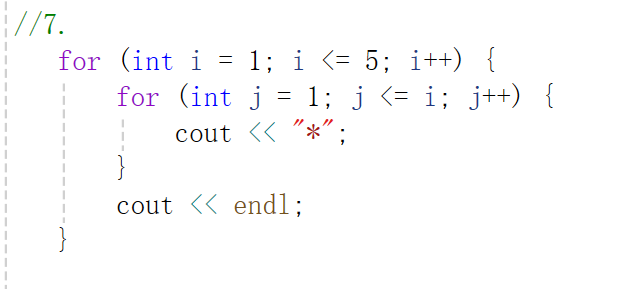 //7.
for (int i = 1; i <= 5; i++) {
for (int j = 1; j <= i; j++) {
cout << "*";
}
cout << endl;
}